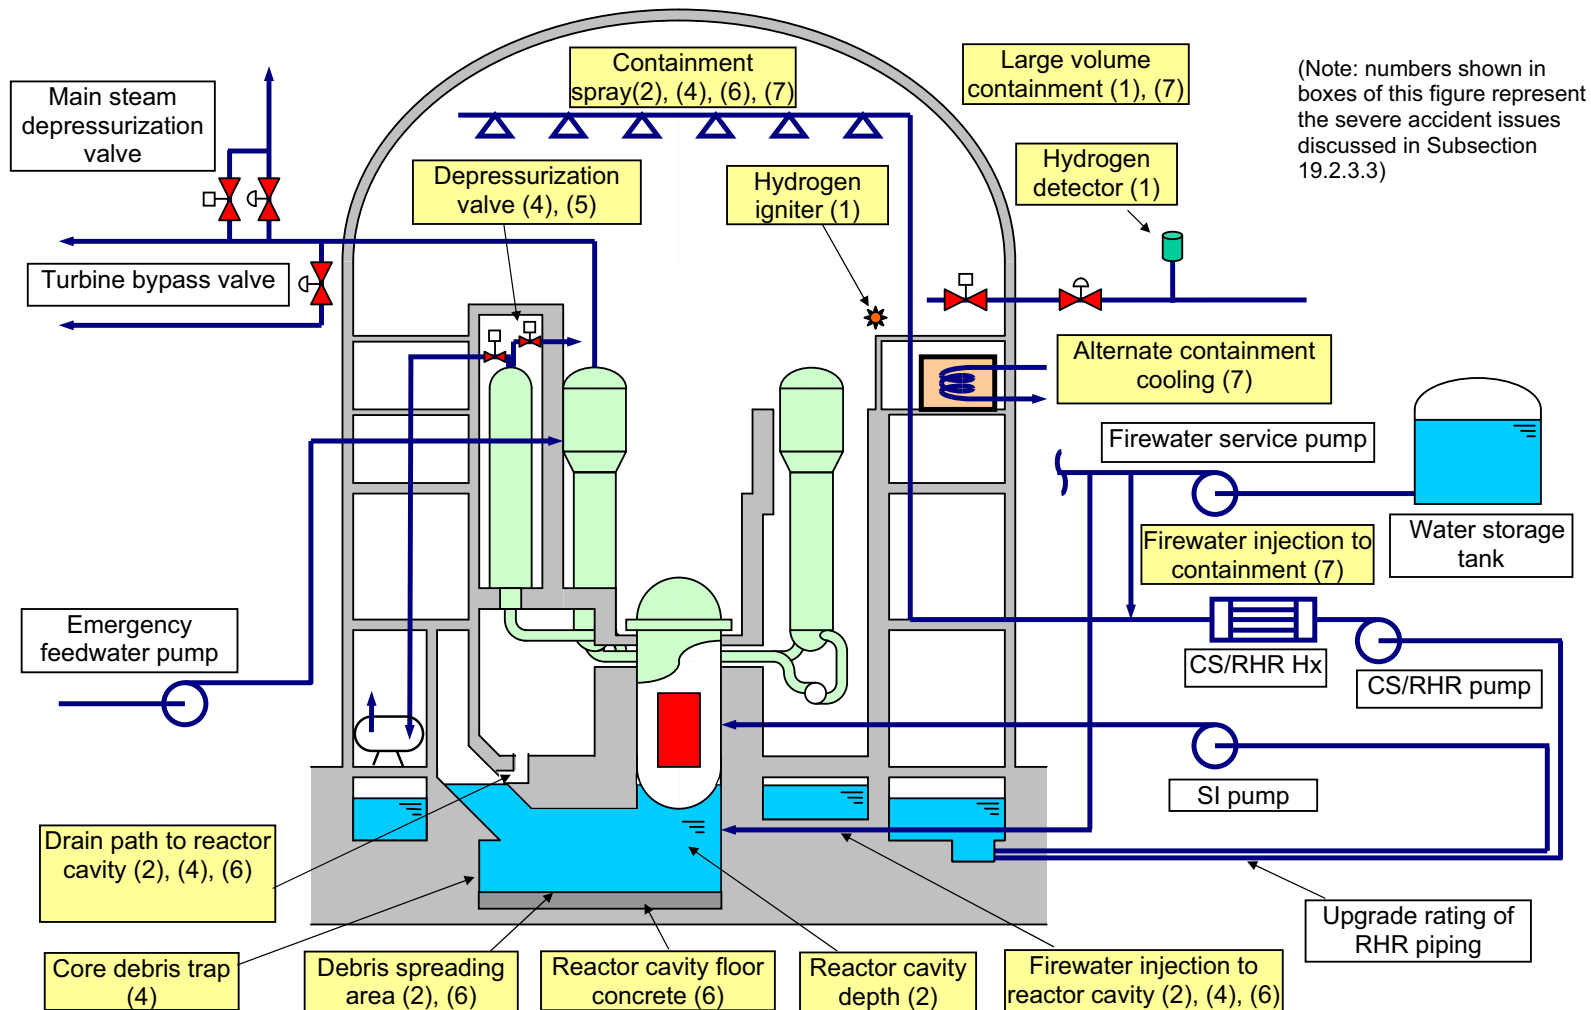 Main steam
depressurization
valve
Containment
spray(2), (4), (6), (7)
Large volume
containment (1), (7)
(Note: numbers shown in
boxes of this figure represent
the severe accident issues
discussed in Subsection
19.2.3.3)
Depressurization
valve (4), (5)
Hydrogen
igniter (1)
Hydrogen
detector (1)
Turbine bypass valve
Alternate containment
cooling (7)
Firewater service pump
Water storage
tank
Firewater injection to
containment (7)
Emergency
feedwater pump
CS/RHR Hx
CS/RHR pump
SI pump
Drain path to reactor
cavity (2), (4), (6)
Upgrade rating of
RHR piping
Core debris trap
(4)
Debris spreading
area (2), (6)
Reactor cavity floor
concrete (6)
Reactor cavity
depth (2)
Firewater injection to
reactor cavity (2), (4), (6)